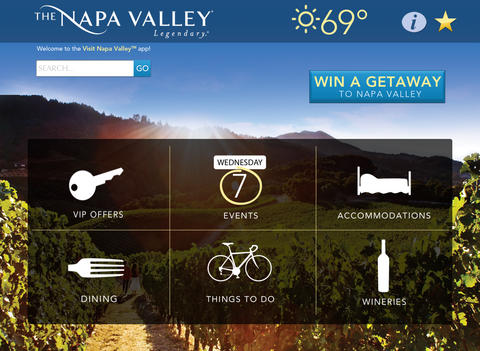 THE NAPA VALLEY®
Legendary.®
69°
i
Welcome to the Visit Napa Valley™ app!
SEARCH...
GO
WIN A GETAWAY
TO NAPA VALLEY
WEDNESDAY
7
VIP OFFERS
EVENTS
ACCOMMODATIONS
DINING
THINGS TO DO
WINERIES